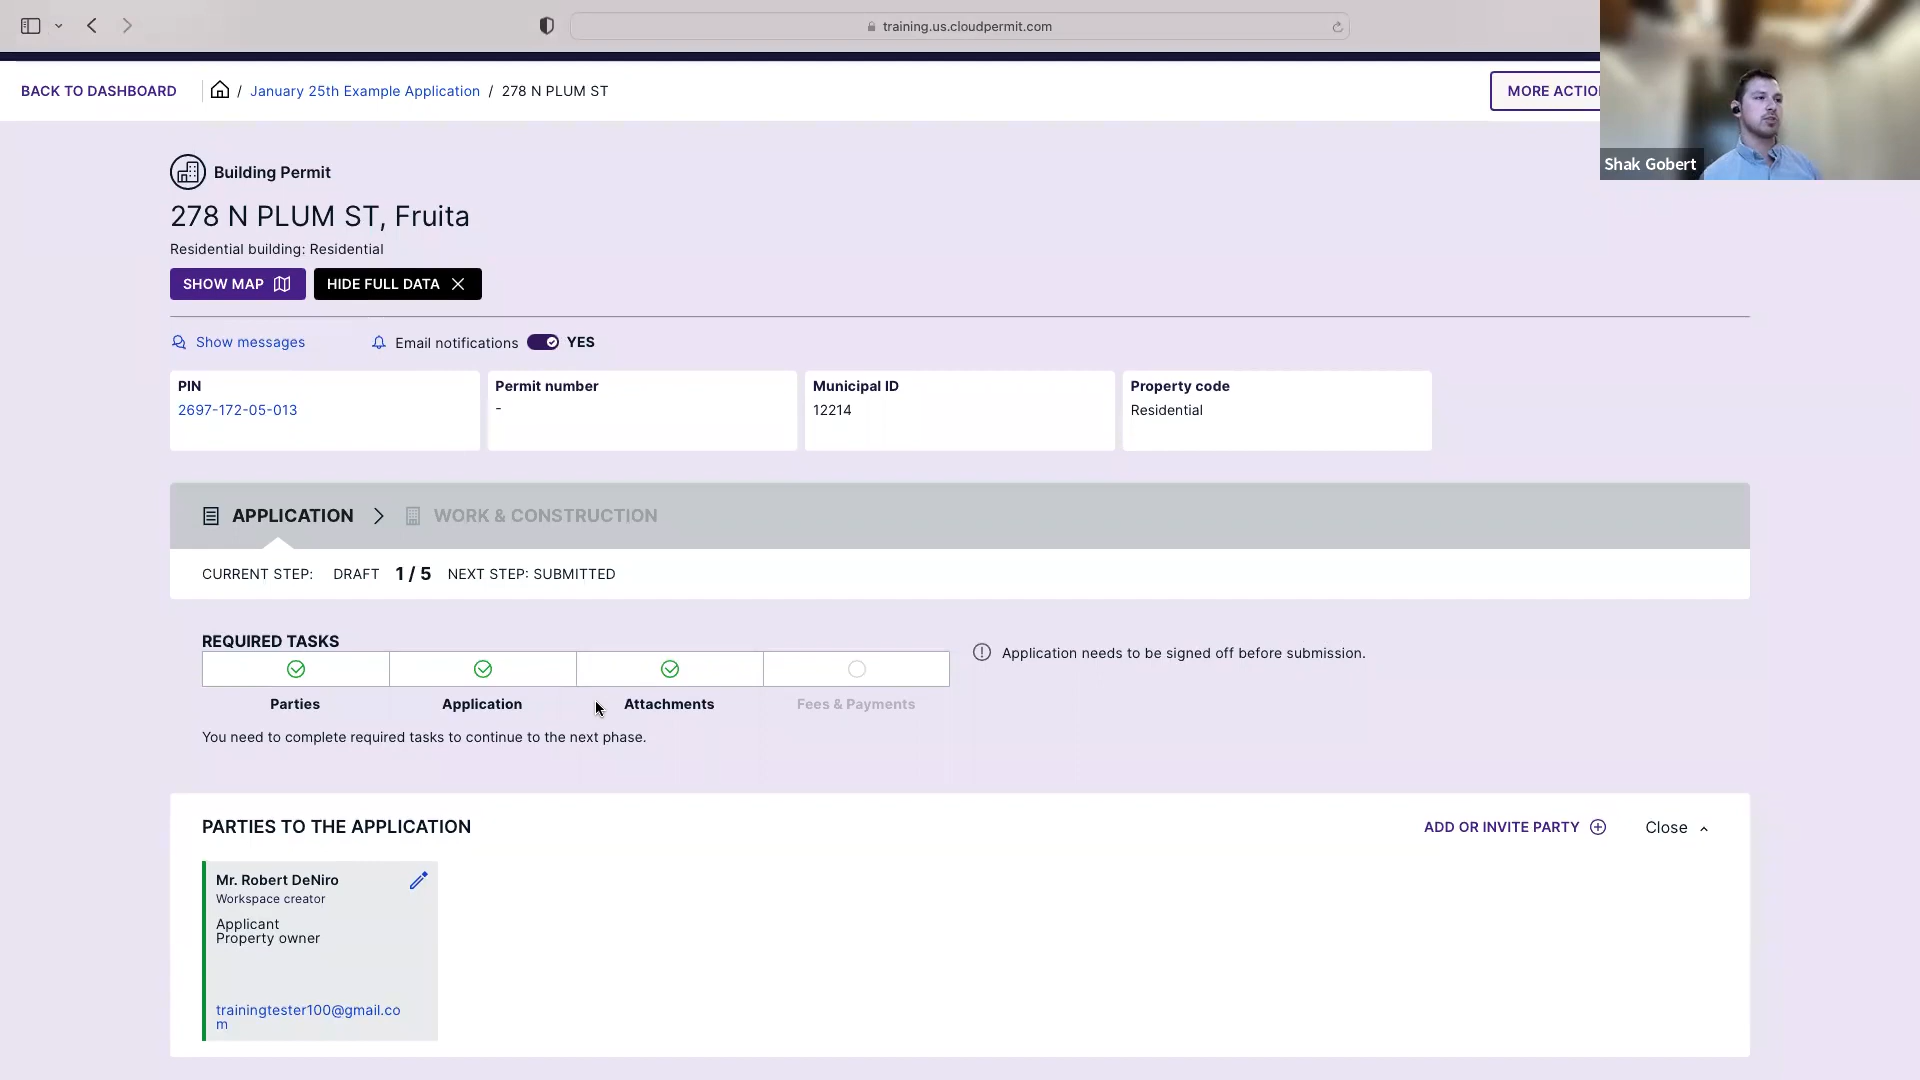 training.us.cloudpermit.com
BACK TO DASHBOARD
/ January 25th Example Application / 278 N PLUM ST
MORE ACTIO
Shak Gobert
Building Permit
278 N PLUM ST, Fruita
Residential building: Residential
SHOW MAP
HIDE FULL DATA
Show messages
Email notifications YES
PIN
2697-172-05-013
Permit number
-
Municipal ID
12214
Property code
Residential
APPLICATION
WORK & CONSTRUCTION
CURRENT STEP: DRAFT 1 / 5 NEXT STEP: SUBMITTED
REQUIRED TASKS
Parties
Application
Attachments
Fees & Payments
Application needs to be signed off before submission.
You need to complete required tasks to continue to the next phase.
PARTIES TO THE APPLICATION
ADD OR INVITE PARTY
Close
Mr. Robert DeNiro
Workspace creator
Applicant
Property owner
trainingtester100@gmail.co
m